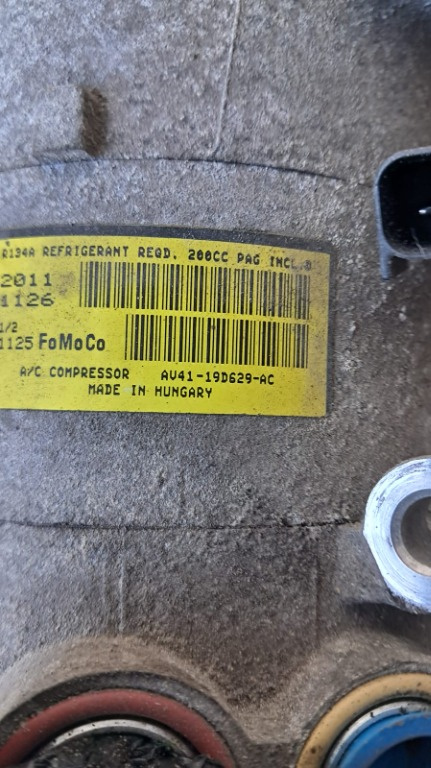 R134A REFRIGERANT REQD, 200CC PAG INCL.D
2011
1126
1/2
1125 FoMoCo
A/C COMPRESSOR AV41-19D629-AC
MADE IN HUNGARY